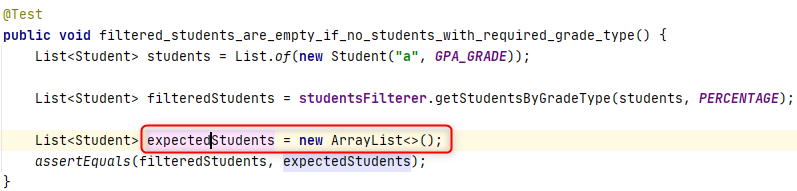 @Test
public void filtered_students_are_empty_if_no_students_with_required_grade_type() {
List<Student> students = List.of(new Student("a", GPA_GRADE));
List<Student> filteredStudents = studentsFilterer.getStudentsByGradeType(students, PERCENTAGE);
List<Student> expectedStudents = new ArrayList<>();
assertEquals(filteredStudents, expectedStudents);
}